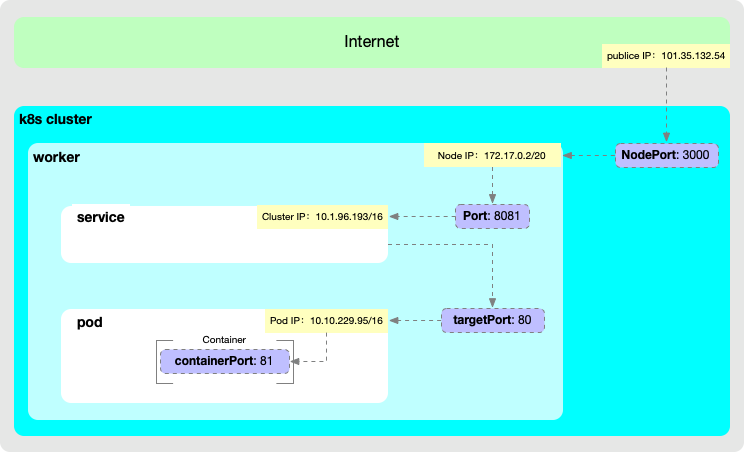 Internet
publice IP：101.35.132.54
k8s cluster
worker
Node IP：172.17.0.2/20
NodePort: 3000
service
Cluster IP：10.1.96.193/16
Port: 8081
pod
Pod IP：10.10.229.95/16
targetPort: 80
Container
containerPort: 81